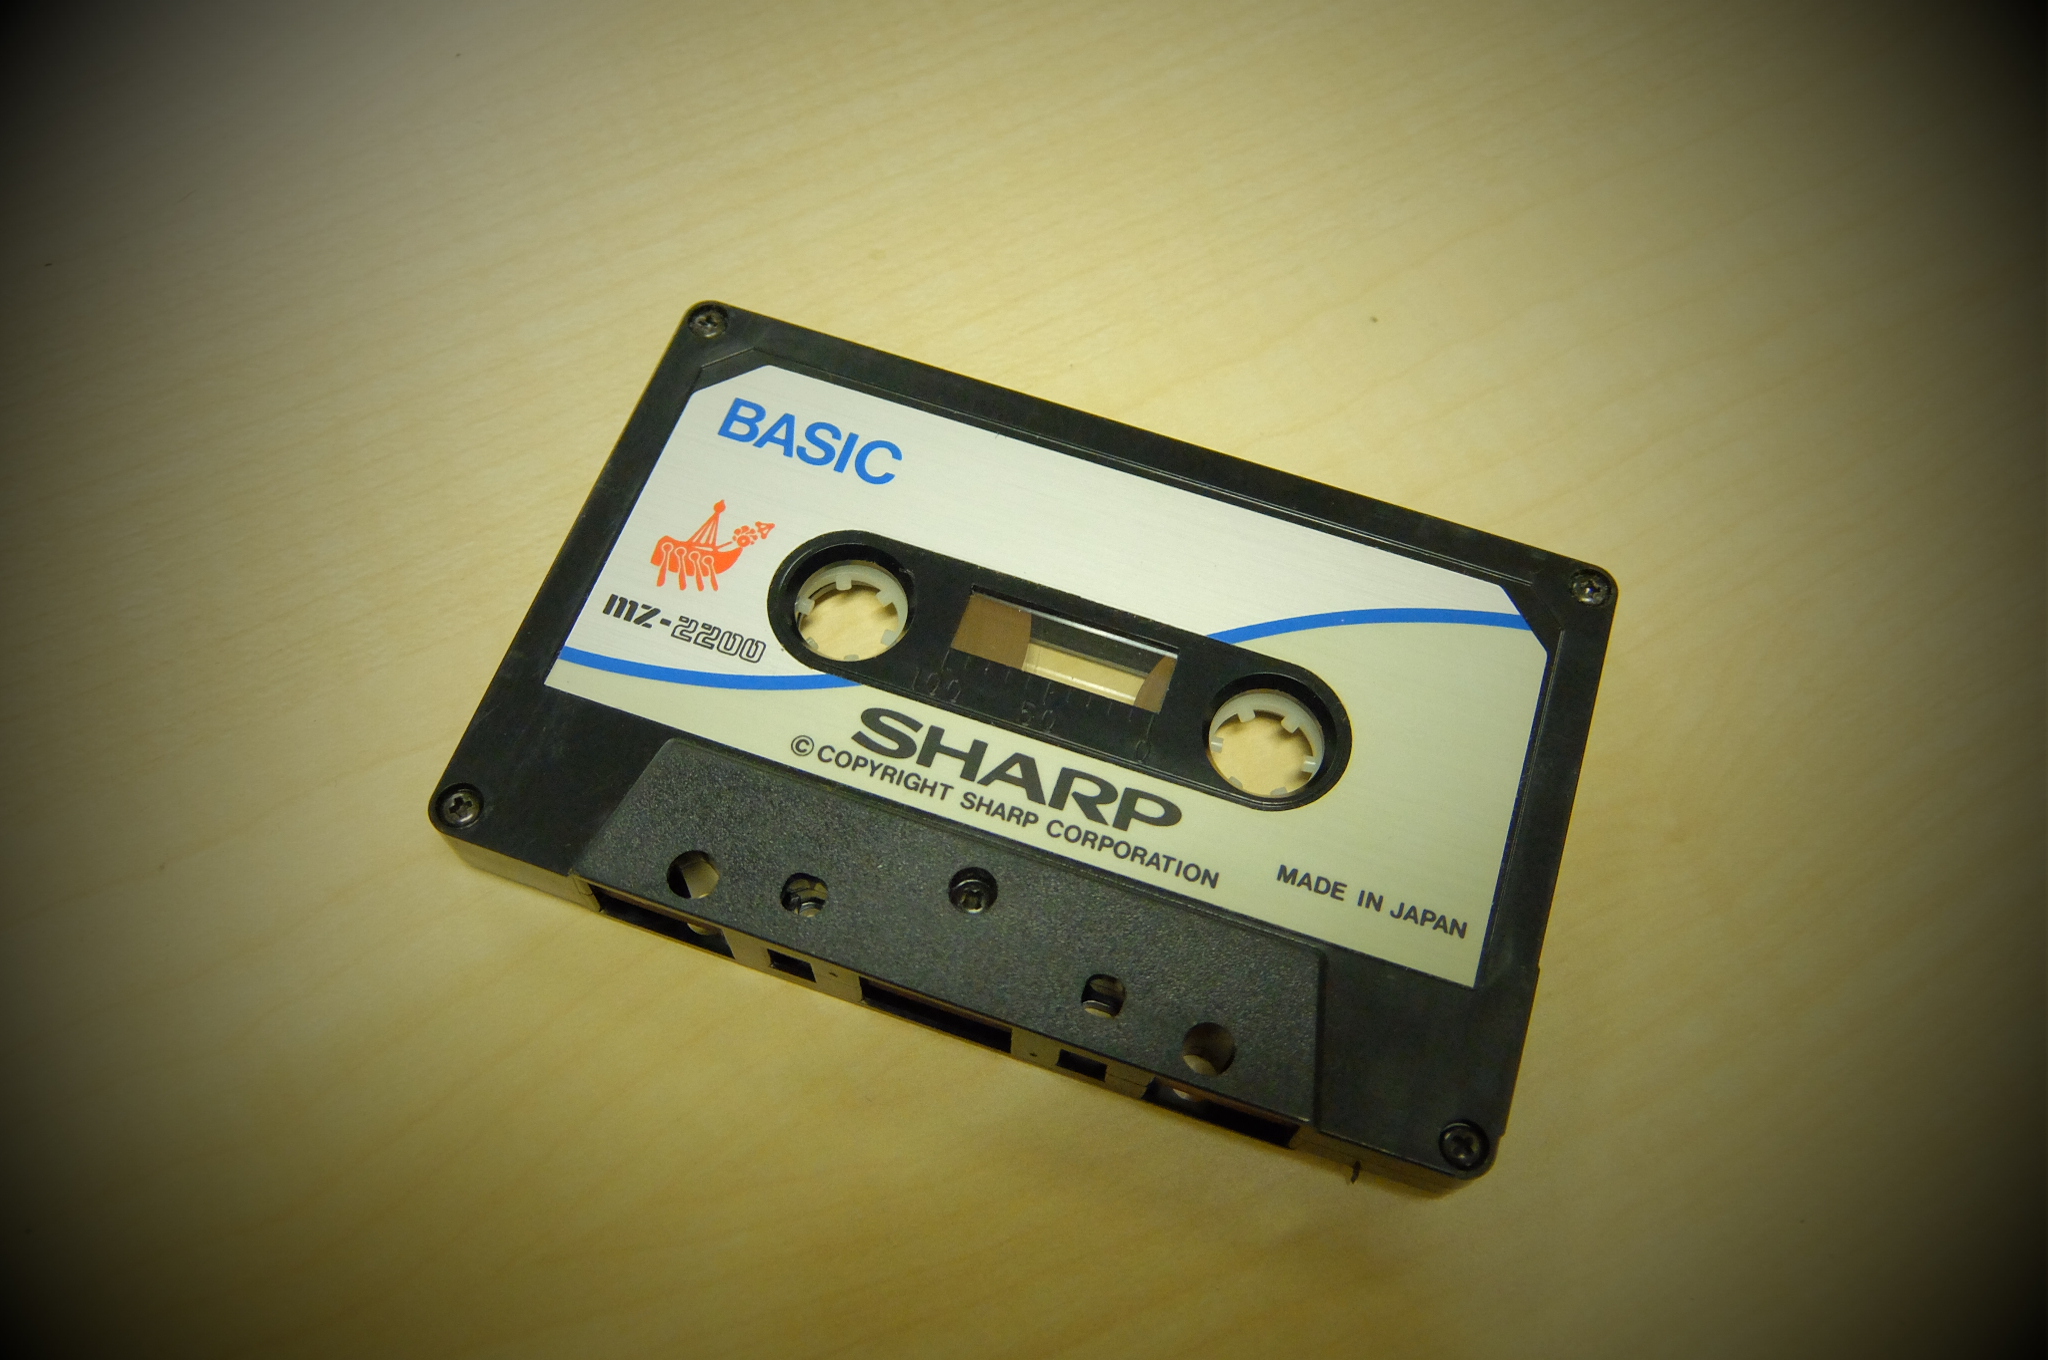 BASIC
mz-2200
100 50 0
SHARP
© COPYRIGHT SHARP CORPORATION
MADE IN JAPAN